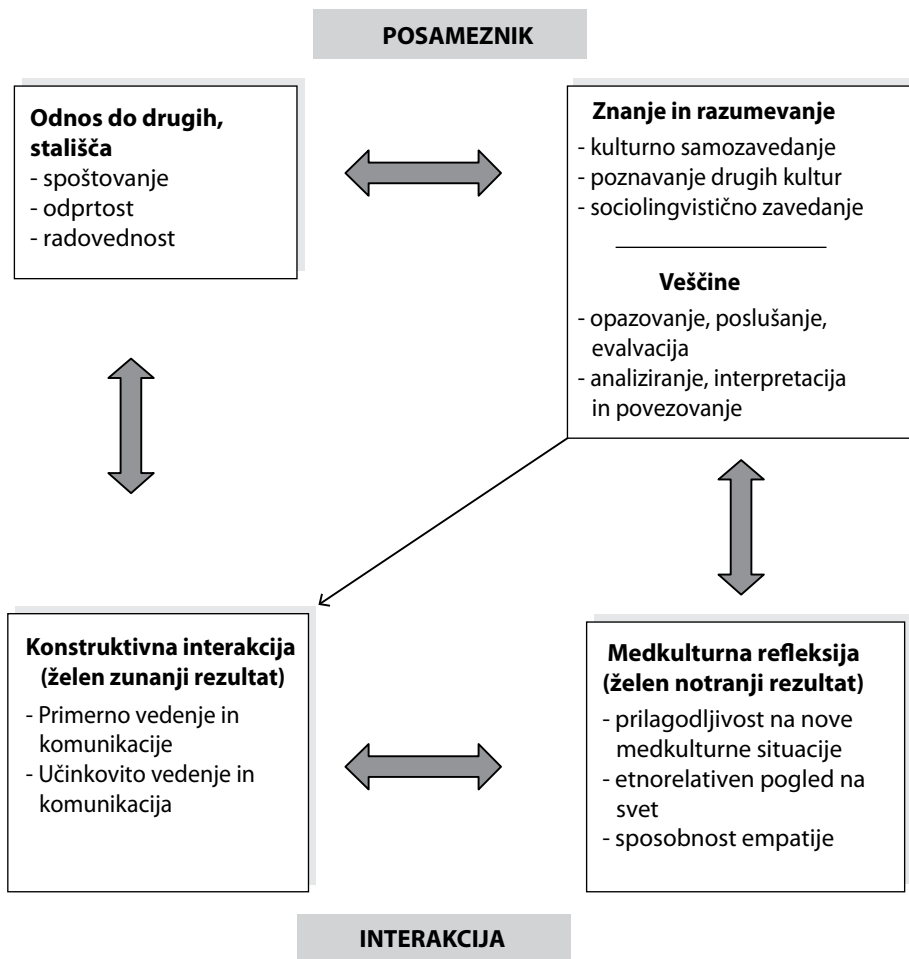 POSAMEZNIK
Odnos do drugih,
stališča
- spoštovanje
- odprtost
- radovednost
Znanje in razumevanje
- kulturno samozavedanje
- poznavanje drugih kultur
- sociolingvistično zavedanje
Veščine
- opazovanje, poslušanje,
evalvacija
- analiziranje, interpretacija
in povezovanje
Konstruktivna interakcija
(želen zunanji rezultat)
- Primerno vedenje in
komunikacije
- Učinkovito vedenje in
komunikacija
Medkulturna refleksija
(želen notranji rezultat)
- prilagodljivost na nove
medkulturne situacije
- etnorelativen pogled na
svet
- sposobnost empatije
INTERAKCIJA